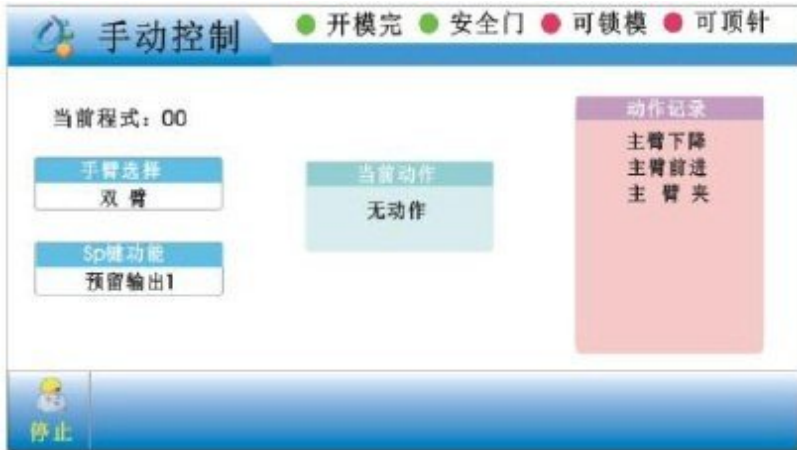 手动控制
开模完 安全门 可锁模 可顶针
当前程式：00
手臂选择
双 臂
Sp键功能
预留输出1
当前动作
无动作
动作记录
主臂下降
主臂前进
主 臂 夹
停止